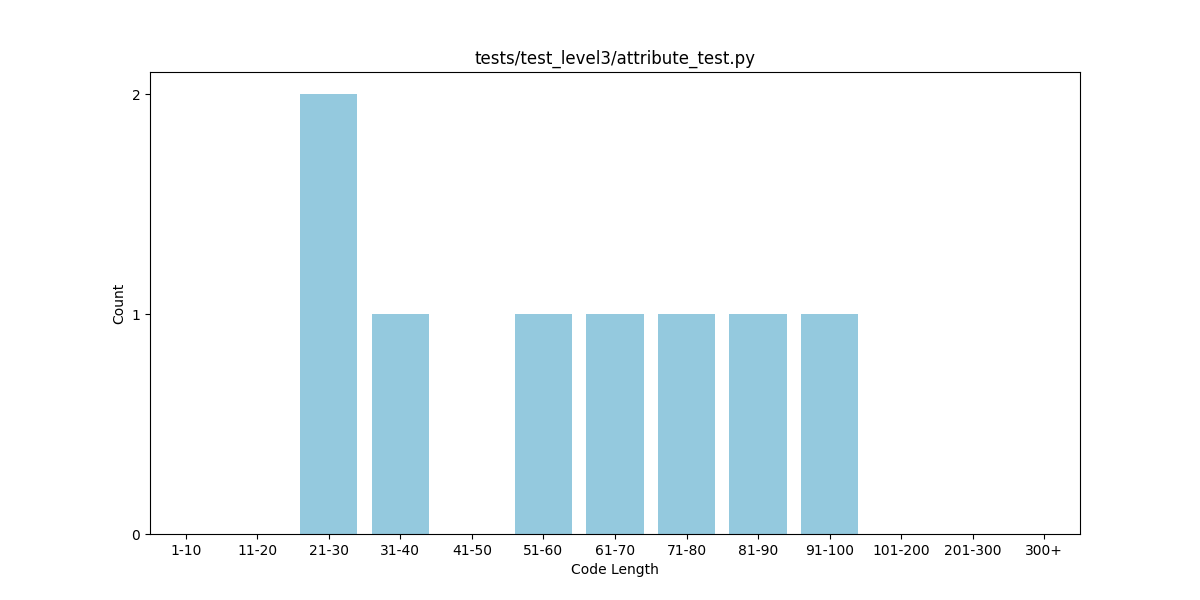 tests/test_level3/attribute_test.py
2
1
0
Count
1-10 11-20 21-30 31-40 41-50 51-60 61-70 71-80 81-90 91-100 101-200 201-300 300+
Code Length